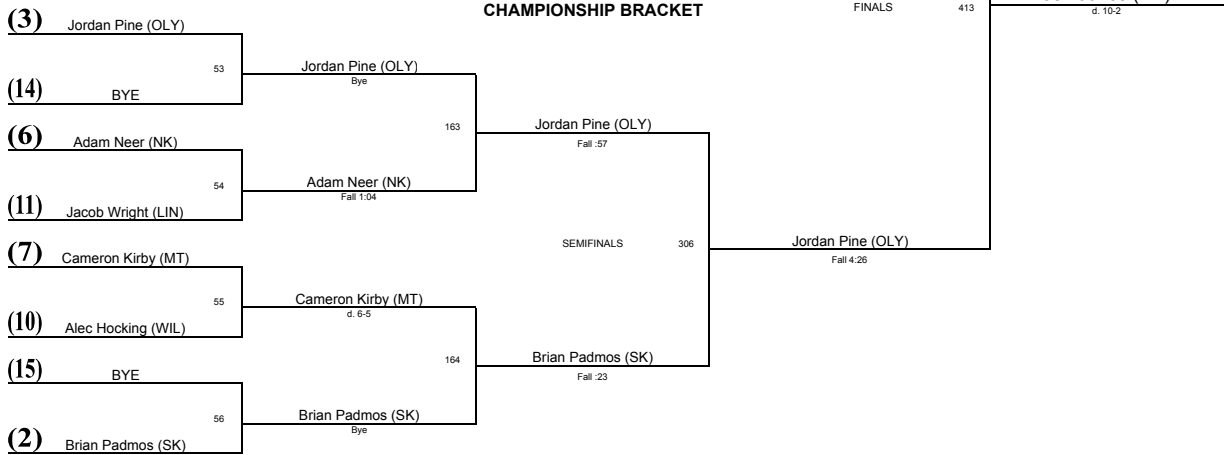 CHAMPIONSHIP BRACKET
FINALS 413
d. 10-2
(3) Jordan Pine (OLY)
53 Jordan Pine (OLY)
Bye
(14) BYE
163 Jordan Pine (OLY)
Fall :57
(6) Adam Neer (NK)
54 Adam Neer (NK)
Fall 1:04
(11) Jacob Wright (LIN)
SEMIFINALS 306 Jordan Pine (OLY)
Fall 4:26
(7) Cameron Kirby (MT)
55 Cameron Kirby (MT)
d. 6-5
(10) Alec Hocking (WIL)
164 Brian Padmos (SK)
Fall :23
(15) BYE
56 Brian Padmos (SK)
Bye
(2) Brian Padmos (SK)